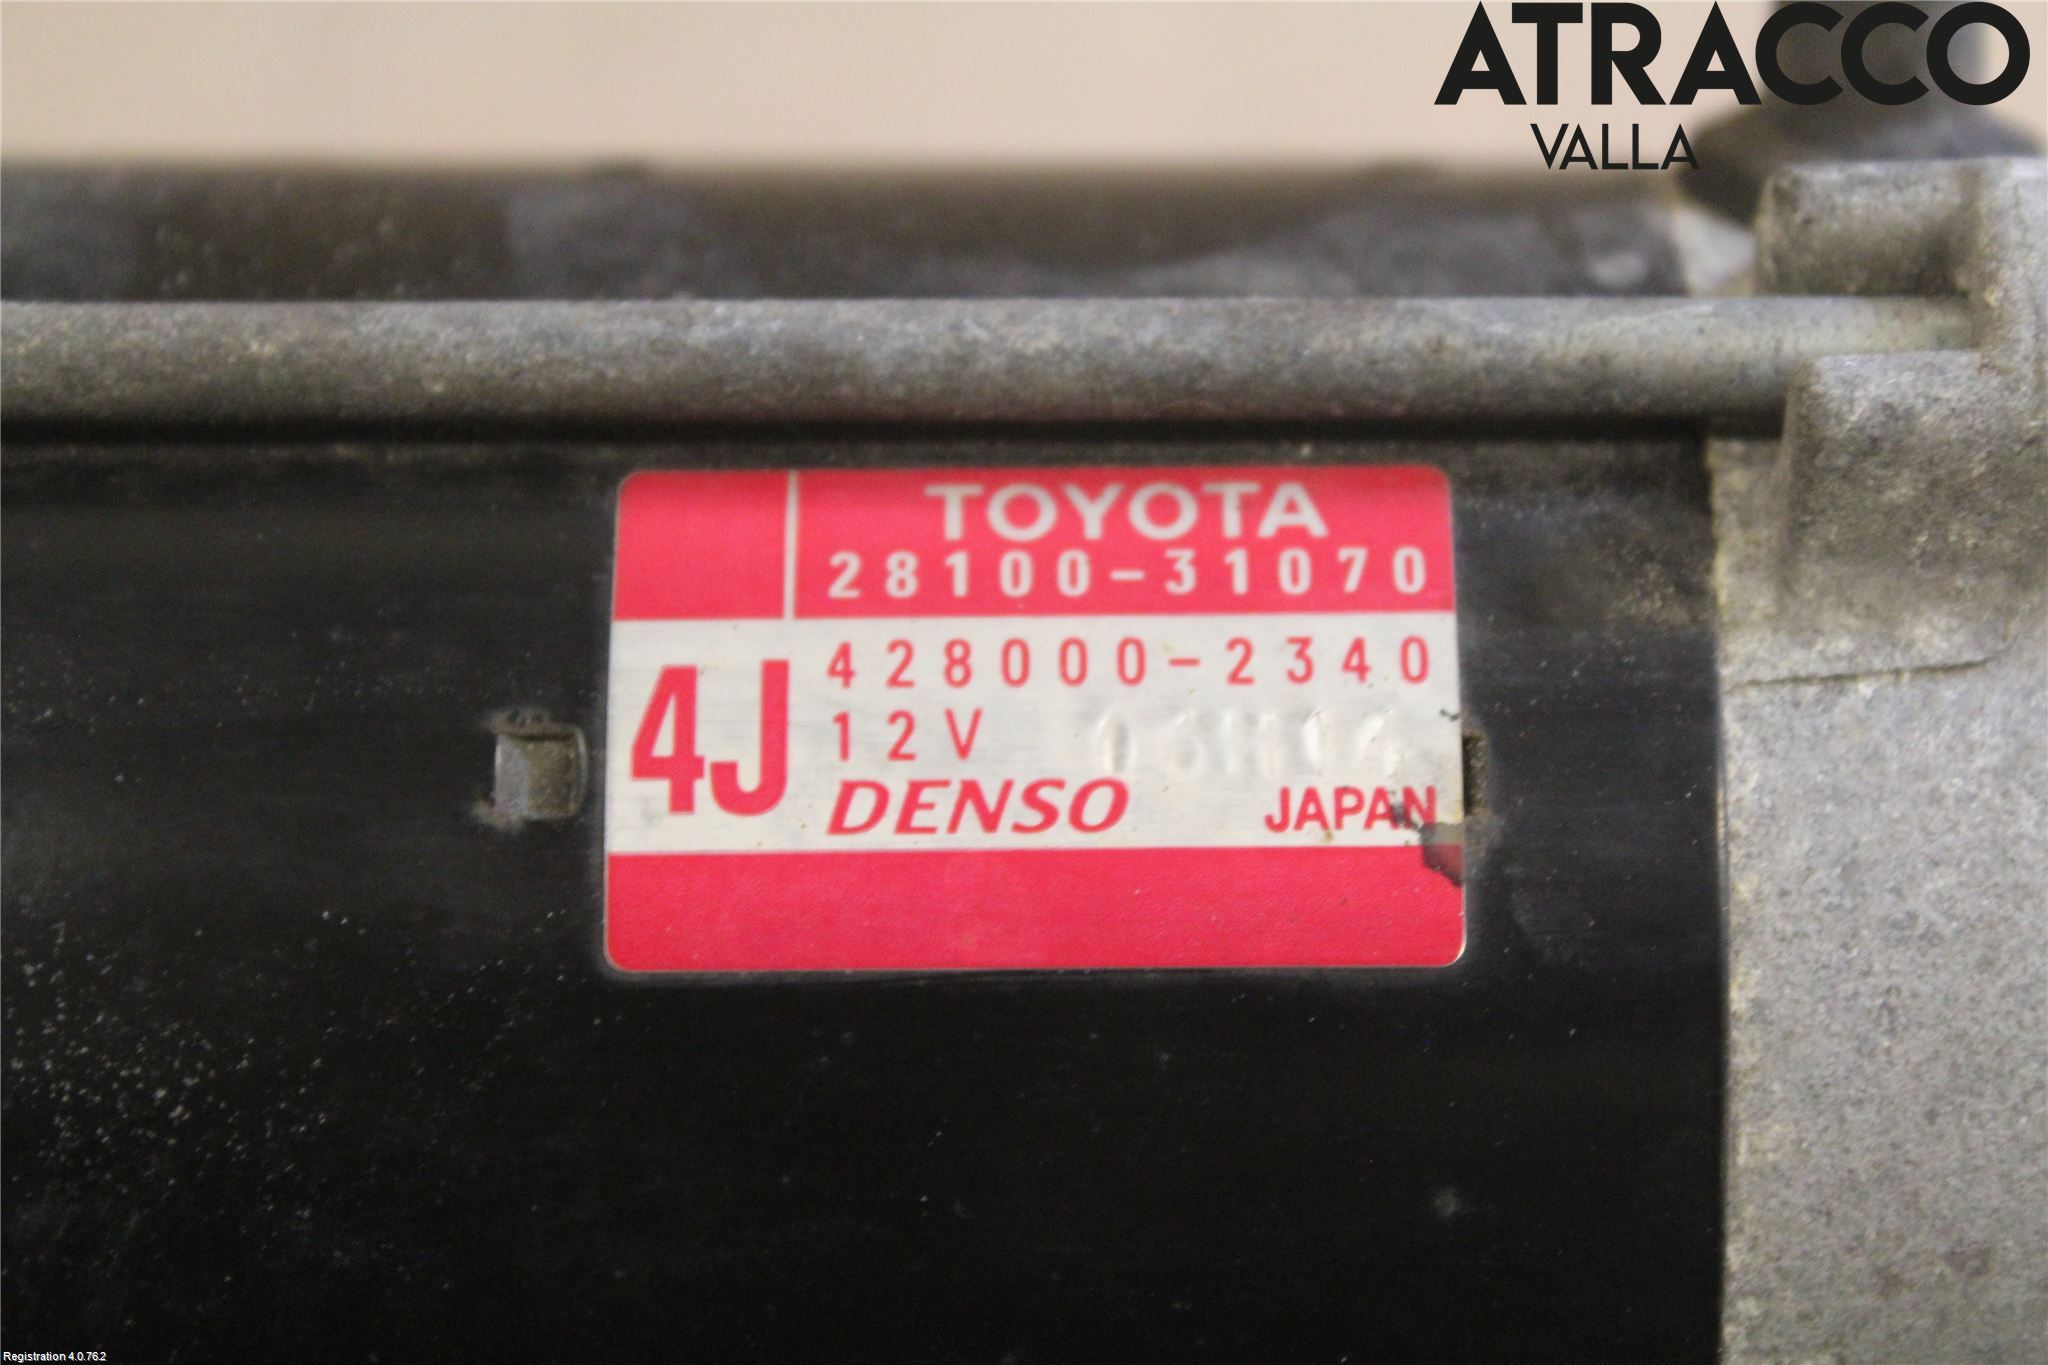 ATRACCO
VALLA
TOYOTA
28100-31070
428000-2340
4J
12V
DENSO JAPAN
Registration 4.0.76.2